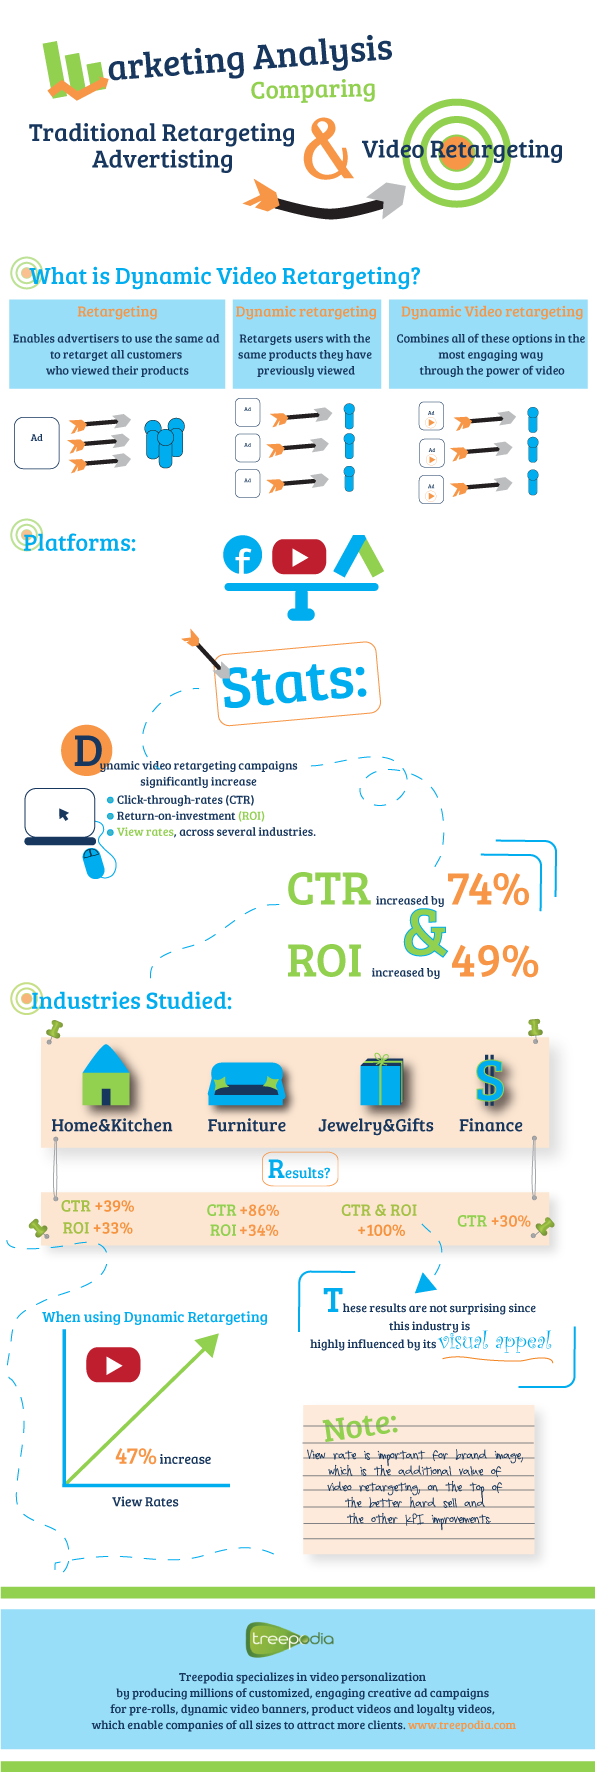 Marketing Analysis
Comparing
Traditional Retargeting
Advertisting
&
Video Retargeting
What is Dynamic Video Retargeting?
Retargeting
Enables advertisers to use the same ad
to retarget all customers
who viewed their products
Dynamic retargeting
Retargets users with the
same products they have
previously viewed
Dynamic Video retargeting
Combines all of these options in the
most engaging way
through the power of video
Ad
Ad
Ad
Ad
Ad
Ad
Ad
Platforms:
f
Stats:
Dynamic video retargeting campaigns
significantly increase
Click-through-rates (CTR)
Return-on-investment (ROI)
View rates, across several industries.
CTR increased by 74%
&
ROI increased by 49%
Industries Studied:
$
Home&Kitchen
Furniture
Jewelry&Gifts
Finance
Results?
CTR +39%
ROI +33%
CTR +86%
ROI +34%
CTR & ROI
+100%
CTR +30%
When using Dynamic Retargeting
47% increase
View Rates
These results are not surprising since
this industry is
highly influenced by its visual appeal
Note:
View rate is important for brand image,
which is the additional value of
video retargeting, on the top of
the better hard sell and
the other KPI improvements
treepodia
Treepodia specializes in video personalization
by producing millions of customized, engaging creative ad campaigns
for pre-rolls, dynamic video banners, product videos and loyalty videos,
which enable companies of all sizes to attract more clients. www.treepodia.com